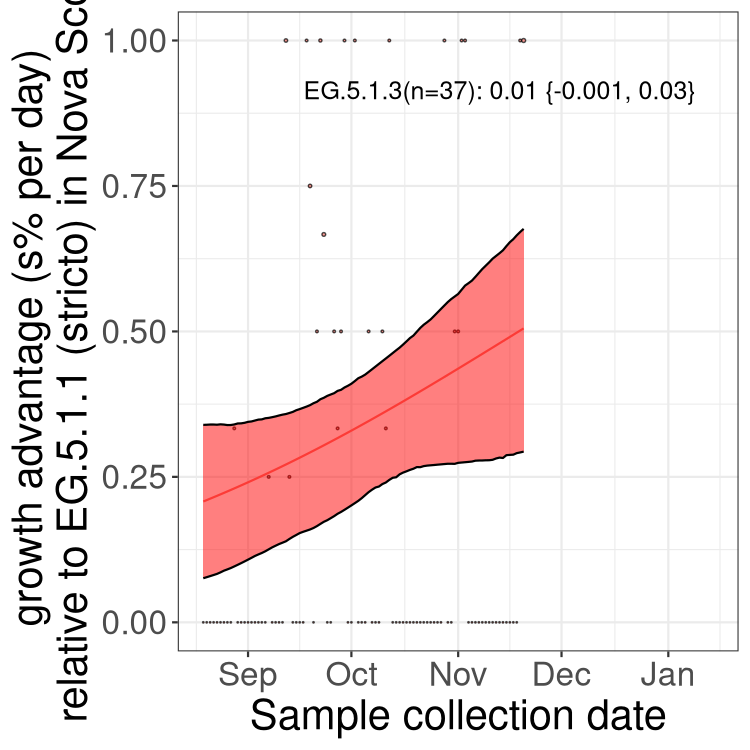 growth advantage (s% per day)
relative to EG.5.1.1 (stricto) in Nova Sco
1.00
0.75
0.50
0.25
0.00
EG.5.1.3(n=37): 0.01 {-0.001, 0.03}
Sep Oct Nov Dec Jan
Sample collection date